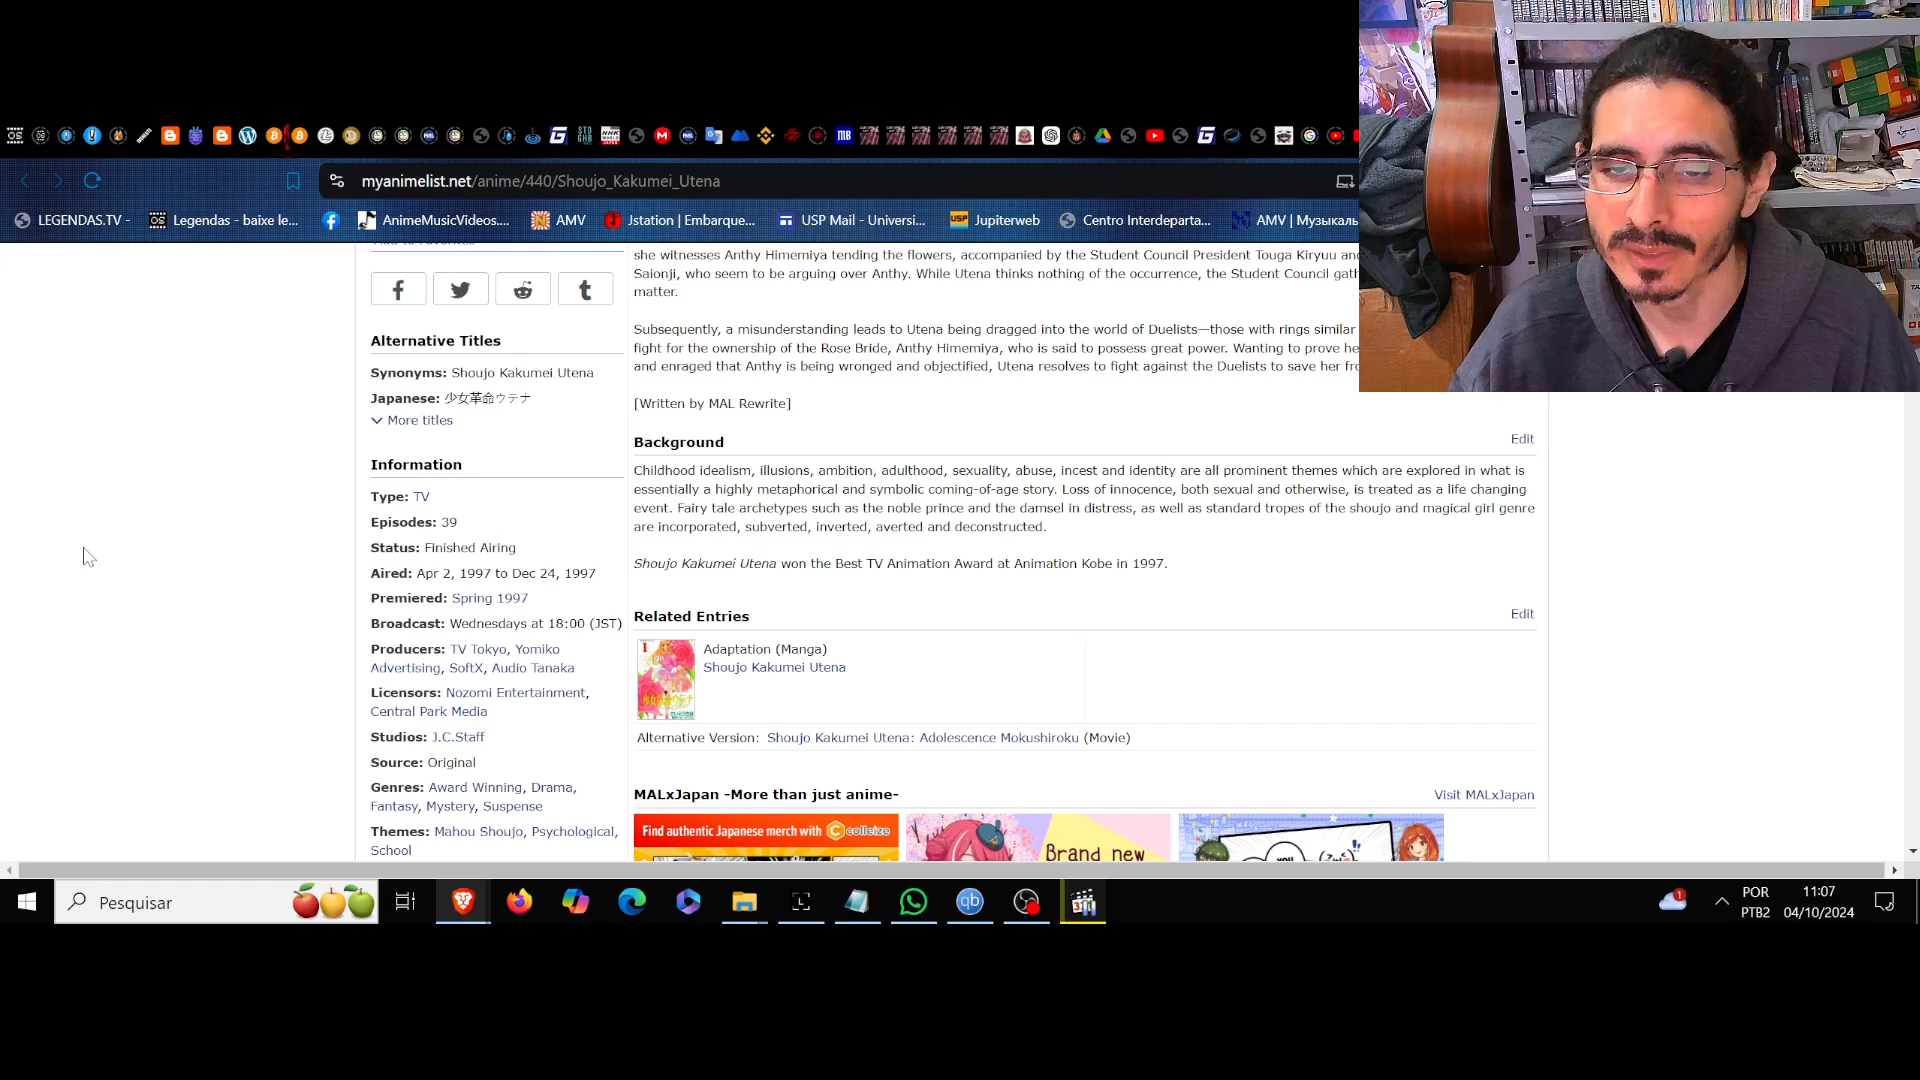 myanimelist.net/anime/440/Shoujo_Kakumei_Utena
LEGENDAS.TV -
Legendas - baixe le...
AnimeMusicVideos....
AMV
Jstation | Embarque...
USP Mail - Universi...
Jupiterweb
Centro Interdeparta...
AMV | Музыкаль
she witnesses Anthy Himemiya tending the flowers, accompanied by the Student Council President Touga Kiryuu and
Saionji, who seem to be arguing over Anthy. While Utena thinks nothing of the occurrence, the Student Council gath
matter.
Subsequently, a misunderstanding leads to Utena being dragged into the world of Duelists—those with rings similar
fight for the ownership of the Rose Bride, Anthy Himemiya, who is said to possess great power. Wanting to prove he
and enraged that Anthy is being wronged and objectified, Utena resolves to fight against the Duelists to save her fro
[Written by MAL Rewrite]
Alternative Titles
Synonyms: Shoujo Kakumei Utena
Japanese: 少女革命ウテナ
More titles
Information
Type: TV
Episodes: 39
Status: Finished Airing
Aired: Apr 2, 1997 to Dec 24, 1997
Premiered: Spring 1997
Broadcast: Wednesdays at 18:00 (JST)
Producers: TV Tokyo, Yomiko
Advertising, SoftX, Audio Tanaka
Licensors: Nozomi Entertainment,
Central Park Media
Studios: J.C.Staff
Source: Original
Genres: Award Winning, Drama,
Fantasy, Mystery, Suspense
Themes: Mahou Shoujo, Psychological,
School
Background
Edit
Childhood idealism, illusions, ambition, adulthood, sexuality, abuse, incest and identity are all prominent themes which are explored in what is
essentially a highly metaphorical and symbolic coming-of-age story. Loss of innocence, both sexual and otherwise, is treated as a life changing
event. Fairy tale archetypes such as the noble prince and the damsel in distress, as well as standard tropes of the shoujo and magical girl genre
are incorporated, subverted, inverted, averted and deconstructed.
Shoujo Kakumei Utena won the Best TV Animation Award at Animation Kobe in 1997.
Related Entries
Edit
Adaptation (Manga)
Shoujo Kakumei Utena
Alternative Version: Shoujo Kakumei Utena: Adolescence Mokushiroku (Movie)
MALxJapan -More than just anime-
Visit MALxJapan
Find authentic Japanese merch with colleize
Brand new
YOU
Pesquisar
POR
PTB2
11:07
04/10/2024